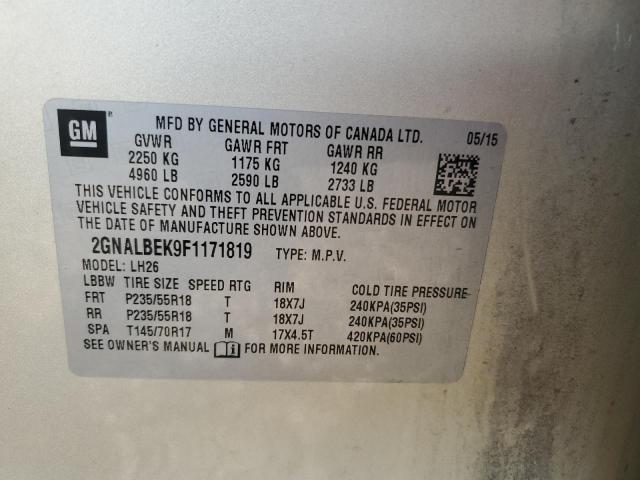 GM ®
MFD BY GENERAL MOTORS OF CANADA LTD. 05/15
GVWR GAWR FRT GAWR RR
2250 KG 1175 KG 1240 KG
4960 LB 2590 LB 2733 LB
THIS VEHICLE CONFORMS TO ALL APPLICABLE U.S. FEDERAL MOTOR
VEHICLE SAFETY AND THEFT PREVENTION STANDARDS IN EFFECT ON
THE DATE OF MANUFACTURE SHOWN ABOVE.
2GNALBEK9F1171819 TYPE: M.P.V.
MODEL: LH26
LBBW TIRE SIZE SPEED RTG RIM COLD TIRE PRESSURE
FRT P235/55R18 T 18X7J 240KPA(35PSI)
RR P235/55R18 T 18X7J 240KPA(35PSI)
SPA T145/70R17 M 17X4.5T 420KPA(60PSI)
SEE OWNER'S MANUAL FOR MORE INFORMATION.